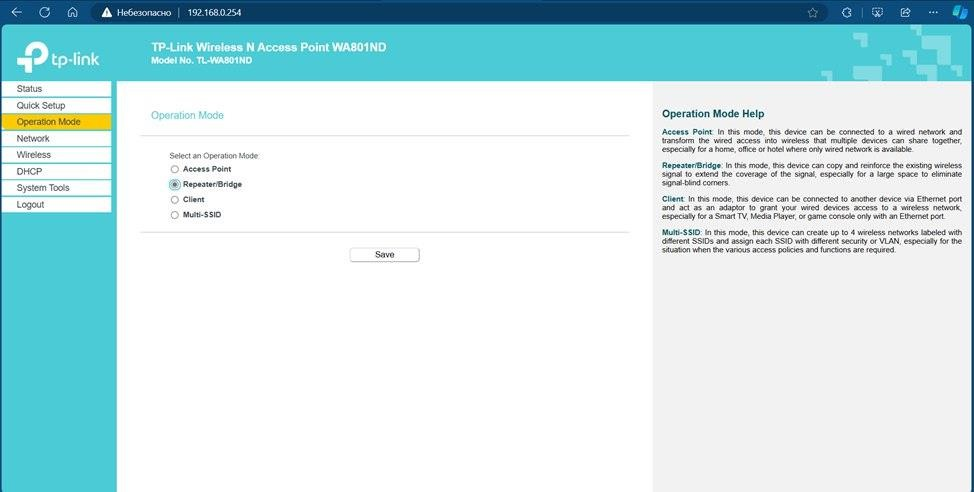 Небезопасно | 192.168.0.254
tp-link
TP-Link Wireless N Access Point WA801ND
Model No. TL-WA801ND
Status
Quick Setup
Operation Mode
Network
Wireless
DHCP
System Tools
Logout
Operation Mode
Select an Operation Mode:
Access Point
Repeater/Bridge
Client
Multi-SSID
Save
Operation Mode Help
Access Point: In this mode, this device can be connected to a wired network and
transform the wired access into wireless that multiple devices can share together,
especially for a home, office or hotel where only wired network is available.
Repeater/Bridge: In this mode, this device can copy and reinforce the existing wireless
signal to extend the coverage of the signal, especially for a large space to eliminate
signal-blind corners.
Client: In this mode, this device can be connected to another device via Ethernet port
and act as an adaptor to grant your wired devices access to a wireless network,
especially for a Smart TV, Media Player, or game console only with an Ethernet port.
Multi-SSID: In this mode, this device can create up to 4 wireless networks labeled with
different SSIDs and assign each SSID with different security or VLAN, especially for the
situation when the various access policies and functions are required.